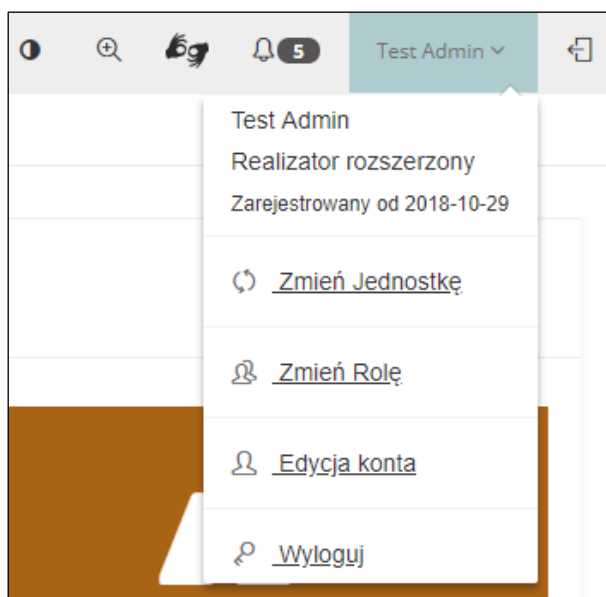 5
Test Admin
Test Admin
Realizator rozszerzony
Zarejestrowany od 2018-10-29
Zmień Jednostkę
Zmień Rolę
Edycja konta
Wyloguj